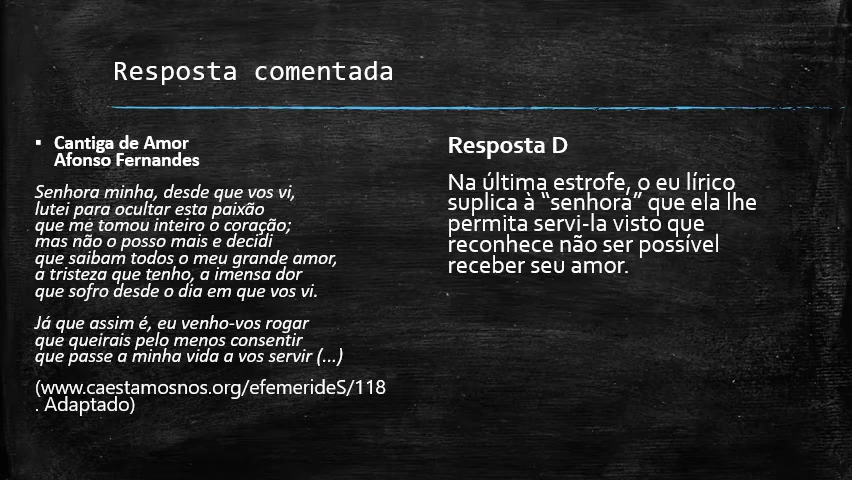 Resposta comentada
▪ Cantiga de Amor
Afonso Fernandes
Senhora minha, desde que vos vi,
lutei para ocultar esta paixão
que me tomou inteiro o coração;
mas não o posso mais e decidi
que saibam todos o meu grande amor,
a tristeza que tenho, a imensa dor
que sofro desde o dia em que vos vi.
Já que assim é, eu venho-vos rogar
que queirais pelo menos consentir
que passe a minha vida a vos servir (...)
(www.caestamosnos.org/efemerideS/118
. Adaptado)
Resposta D
Na última estrofe, o eu lírico
suplica à “senhora” que ela lhe
permita servi-la visto que
reconhece não ser possível
receber seu amor.